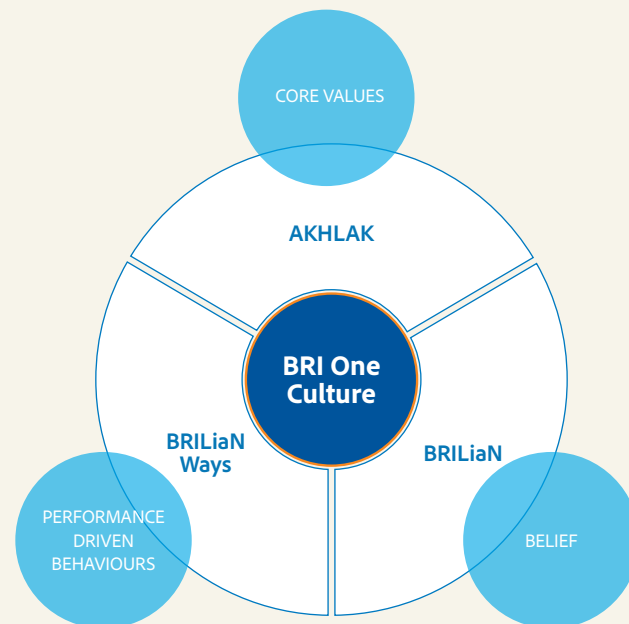 CORE VALUES
AKHLAK
BRI One
Culture
BRILiaN
Ways
BRILiaN
PERFORMANCE
DRIVEN
BEHAVIOURS
BELIEF